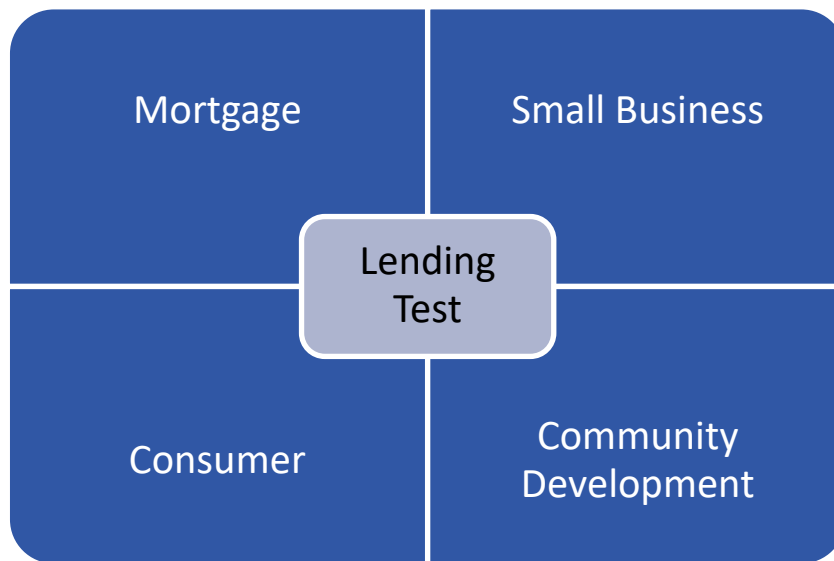 Mortgage
Small Business
Lending
Test
Consumer
Community
Development